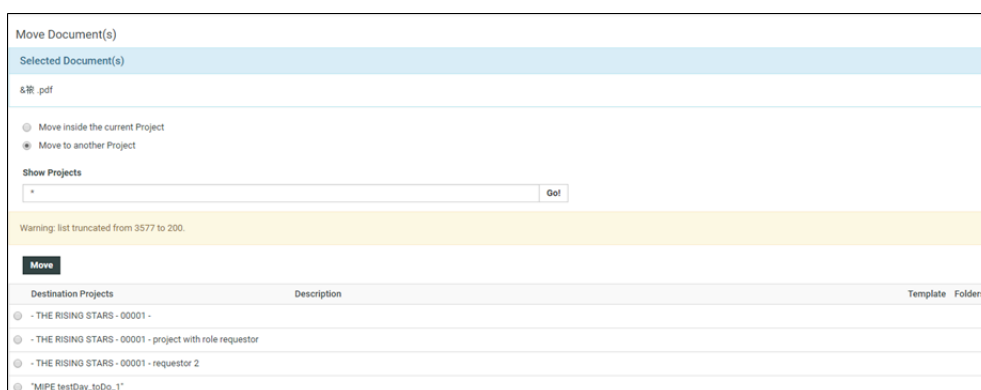 Move Document(s)
Selected Document(s)
&被 .pdf
Move inside the current Project
Move to another Project
Show Projects
* Go!
Warning: list truncated from 3577 to 200.
Move
Destination Projects Description Template Folders
- THE RISING STARS - 00001 -
- THE RISING STARS - 00001 - project with role requestor
- THE RISING STARS - 00001 - requestor 2
"MIPE testDay_toDo_1"